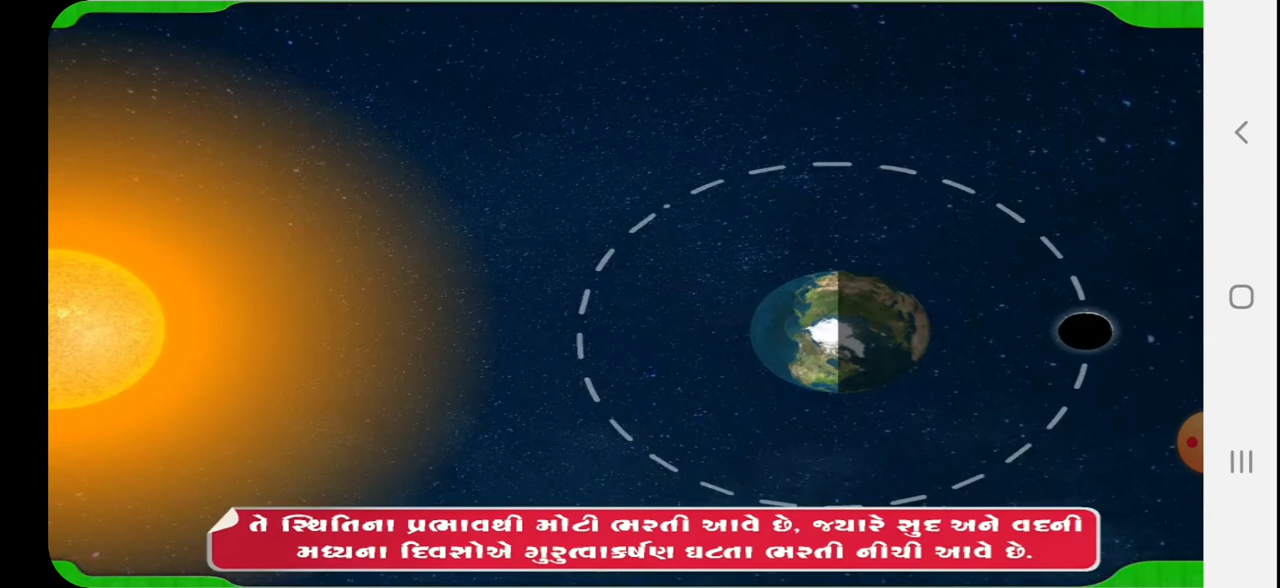 તે સ્થિતિના પ્રભાવથી મોટી ભરતી આવે છે, જ્યારે સુદ અને વદની
મધ્યના દિવસોએ ગુરુત્વાકર્ષણ ઘટતા ભરતી નીચી આવે છે.